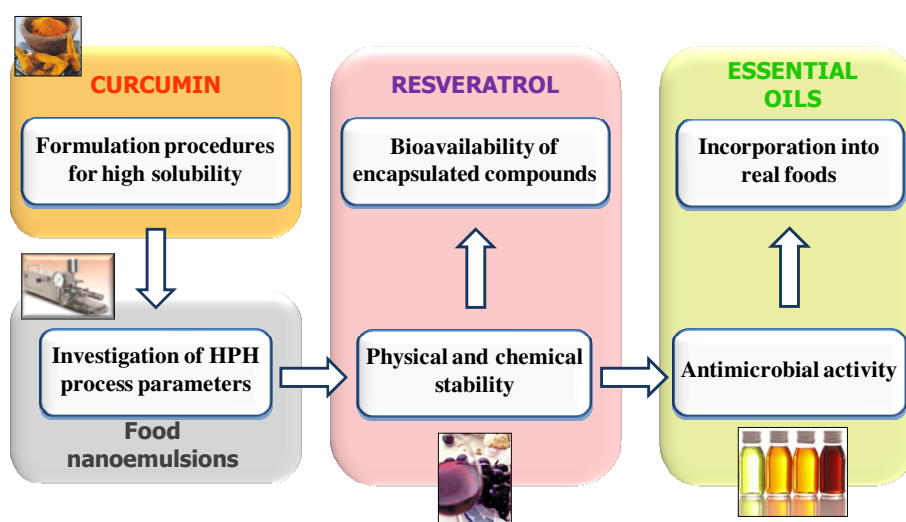 CURCUMIN
Formulation procedures
for high solubility
Investigation of HPH
process parameters
Food
nanoemulsions
RESVERATROL
Bioavailability of
encapsulated compounds
Physical and chemical
stability
ESSENTIAL
OILS
Incorporation into
real foods
Antimicrobial activity